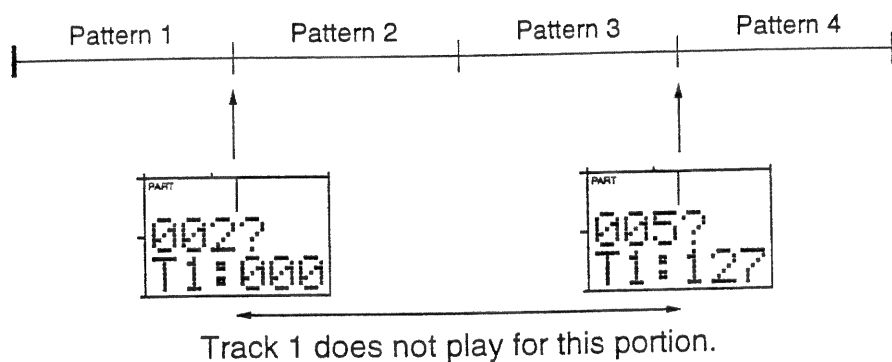 Pattern 1 Pattern 2 Pattern 3 Pattern 4
PART
002?
T1:000
PART
005?
T1:127
Track 1 does not play for this portion.